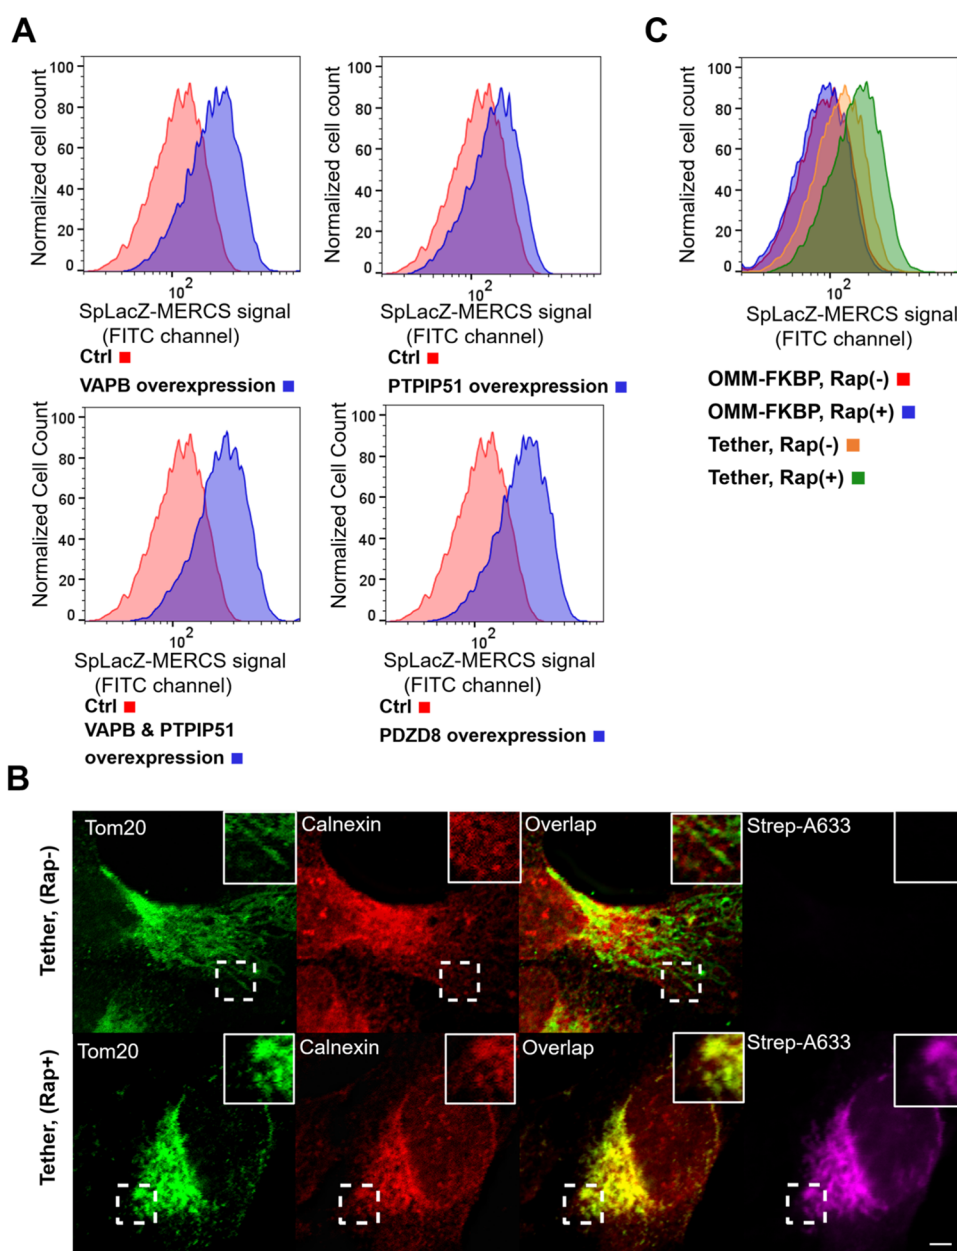 A
100
80
60
40
20
0
Normalized cell count
10²
SpLacZ-MERCS signal
(FITC channel)
Ctrl
VAPB overexpression
100
80
60
40
20
0
Normalized cell count
10²
SpLacZ-MERCS signal
(FITC channel)
Ctrl
PTPIP51 overexpression
100
80
60
40
20
0
Normalized Cell Count
10²
SpLacZ-MERCS signal
(FITC channel)
Ctrl
VAPB & PTPIP51
overexpression
100
80
60
40
20
0
Normalized Cell Count
10²
SpLacZ-MERCS signal
(FITC channel)
Ctrl
PDZD8 overexpression
C
100
80
60
40
20
0
Normalized cell count
10²
SpLacZ-MERCS signal
(FITC channel)
OMM-FKBP, Rap(-)
OMM-FKBP, Rap(+)
Tether, Rap(-)
Tether, Rap(+)
B
Tether, (Rap-)
Tom20
Calnexin
Overlap
Strep-A633
Tether, (Rap+)
Tom20
Calnexin
Overlap
Strep-A633